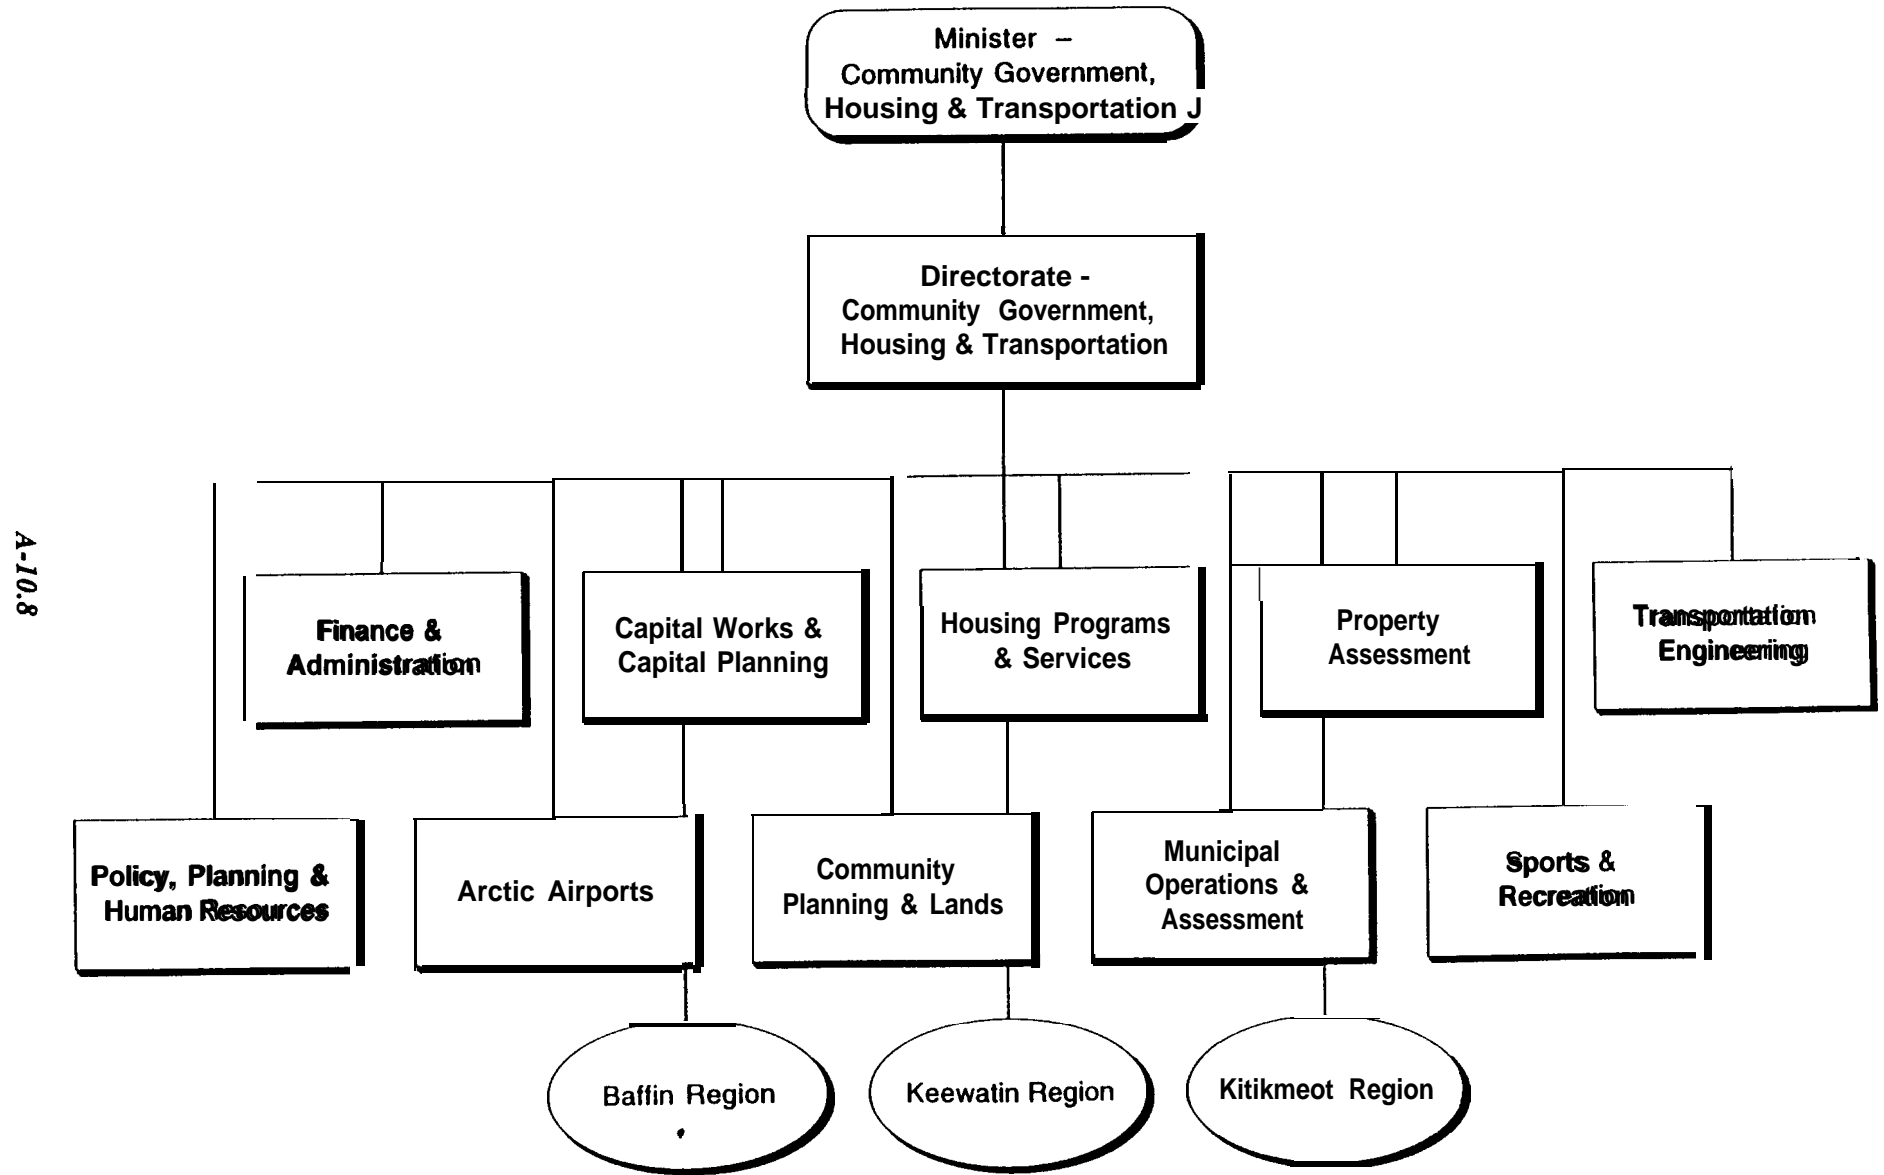 Minister –
Community Government,
Housing & Transportation J
Directorate -
Community Government,
Housing & Transportation
A-10.8
Finance &
Administration
Capital Works &
Capital Planning
Housing Programs
& Services
Property
Assessment
Transportation
Engineering
Policy, Planning &
Human Resources
Arctic Airports
Community
Planning & Lands
Municipal
Operations &
Assessment
Sports &
Recreation
Baffin Region
Keewatin Region
Kitikmeot Region